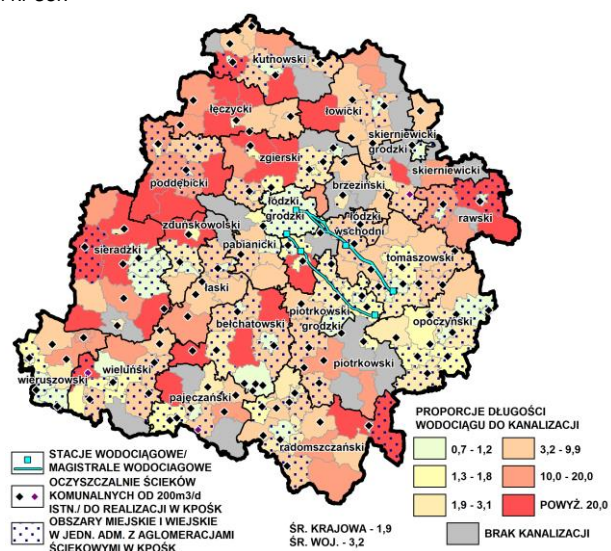 kutnowski
łęczycki
łowicki
skierniewicki
grodzki
skierniewicki
zgierski
poddębicki
brzeziński
łódzki
grodzki
łódzki
wschodni
rawski
zduńskowolski
sieradzki
pabianicki
tomaszowski
łaski
bełchatowski
piotrkowski
grodzki
opoczyński
piotrkowski
wieruszowski
wieluński
pajęczański
radomszczański
PROPORCJE DŁUGOŚCI
WODOCIĄGU DO KANALIZACJI
0,7 - 1,2
3,2 - 9,9
1,3 - 1,8
10,0 - 20,0
1,9 - 3,1
POWYŻ. 20,0
BRAK KANALIZACJI
STACJE WODOCIĄGOWE/
MAGISTRALE WODOCIAGOWE
OCZYSZCZALNIE ŚCIEKÓW
KOMUNALNYCH OD 200m3/d
ISTN./ DO REALIZACJI W KPOŚK
OBSZARY MIEJSKIE I WIEJSKIE
W JEDN. ADM. Z AGLOMERACJAMI
ŚCIEKOWYMI W KPOŚK
ŚR. KRAJOWA - 1,9
ŚR. WOJ. - 3,2